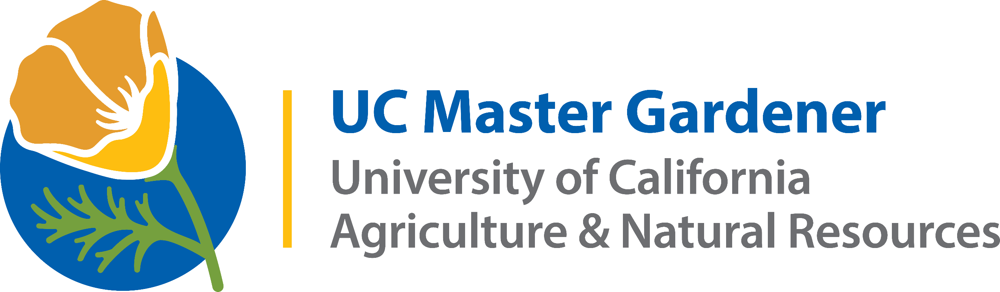 UC Master Gardener
University of California
Agriculture & Natural Resources